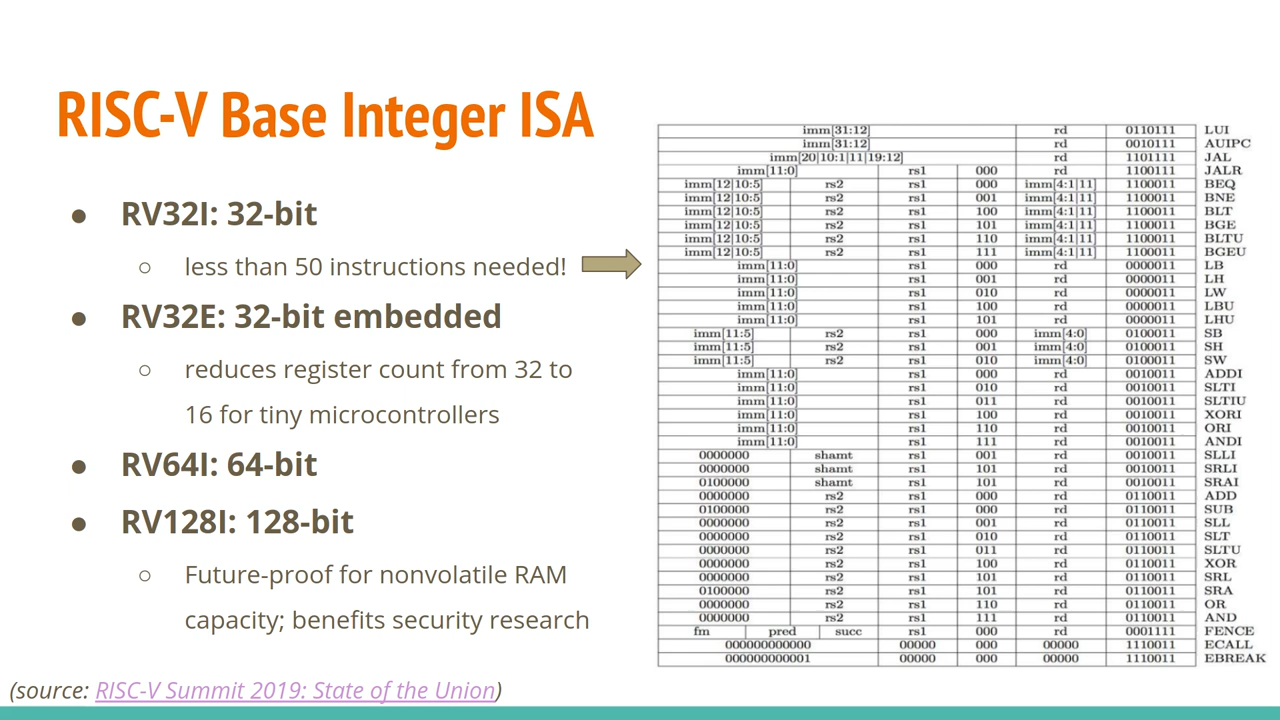 RISC-V Base Integer ISA
● RV32I: 32-bit
○ less than 50 instructions needed!
● RV32E: 32-bit embedded
○ reduces register count from 32 to
16 for tiny microcontrollers
● RV64I: 64-bit
● RV128I: 128-bit
○ Future-proof for nonvolatile RAM
capacity; benefits security research
(source: RISC-V Summit 2019: State of the Union)
imm[31:12] rd 0110111 LUI
imm[31:12] rd 0010111 AUIPC
imm[20|10:1|11|19:12] rd 1101111 JAL
imm[11:0] rs1 000 rd 1100111 JALR
imm[12|10:5] rs2 rs1 000 imm[4:1|11] 1100011 BEQ
imm[12|10:5] rs2 rs1 001 imm[4:1|11] 1100011 BNE
imm[12|10:5] rs2 rs1 100 imm[4:1|11] 1100011 BLT
imm[12|10:5] rs2 rs1 101 imm[4:1|11] 1100011 BGE
imm[12|10:5] rs2 rs1 110 imm[4:1|11] 1100011 BLTU
imm[12|10:5] rs2 rs1 111 imm[4:1|11] 1100011 BGEU
imm[11:0] rs1 000 rd 0000011 LB
imm[11:0] rs1 001 rd 0000011 LH
imm[11:0] rs1 010 rd 0000011 LW
imm[11:0] rs1 100 rd 0000011 LBU
imm[11:0] rs1 101 rd 0000011 LHU
imm[11:5] rs2 rs1 000 imm[4:0] 0100011 SB
imm[11:5] rs2 rs1 001 imm[4:0] 0100011 SH
imm[11:5] rs2 rs1 010 imm[4:0] 0100011 SW
imm[11:0] rs1 000 rd 0010011 ADDI
imm[11:0] rs1 010 rd 0010011 SLTI
imm[11:0] rs1 011 rd 0010011 SLTIU
imm[11:0] rs1 100 rd 0010011 XORI
imm[11:0] rs1 110 rd 0010011 ORI
imm[11:0] rs1 111 rd 0010011 ANDI
0000000 shamt rs1 001 rd 0010011 SLLI
0000000 shamt rs1 101 rd 0010011 SRLI
0100000 shamt rs1 101 rd 0010011 SRAI
0000000 rs2 rs1 000 rd 0110011 ADD
0100000 rs2 rs1 000 rd 0110011 SUB
0000000 rs2 rs1 001 rd 0110011 SLL
0000000 rs2 rs1 010 rd 0110011 SLT
0000000 rs2 rs1 011 rd 0110011 SLTU
0000000 rs2 rs1 100 rd 0110011 XOR
0000000 rs2 rs1 101 rd 0110011 SRL
0100000 rs2 rs1 101 rd 0110011 SRA
0000000 rs2 rs1 110 rd 0110011 OR
0000000 rs2 rs1 111 rd 0110011 AND
fm pred succ rs1 000 rd 0001111 FENCE
000000000000 00000 000 00000 1110011 ECALL
000000000001 00000 000 00000 1110011 EBREAK